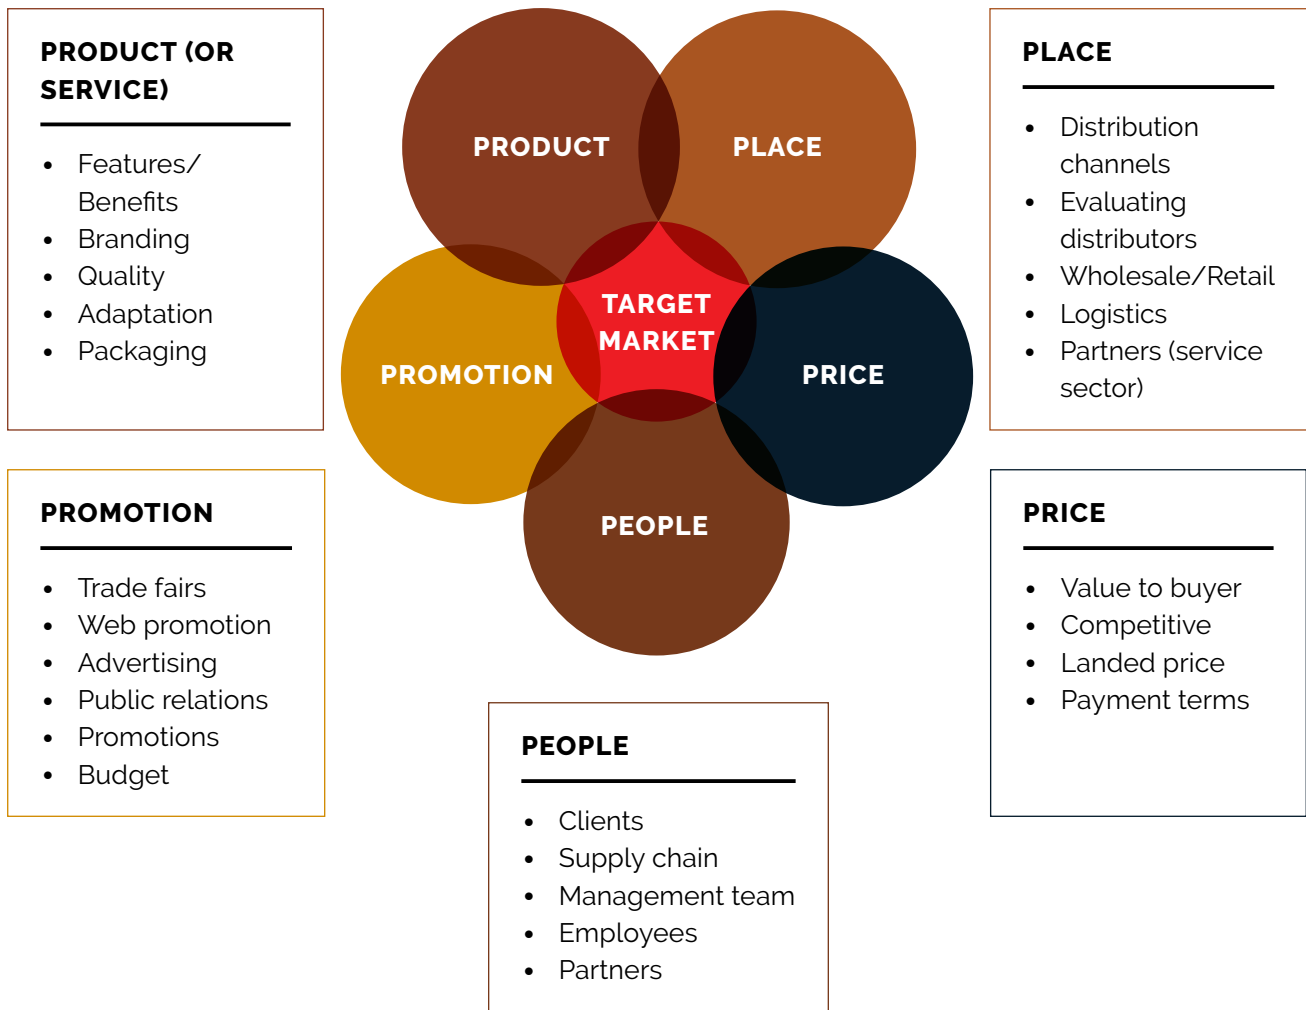 PRODUCT (OR
SERVICE)
• Features/
Benefits
• Branding
• Quality
• Adaptation
• Packaging
PRODUCT
PLACE
TARGET
MARKET
PROMOTION
PRICE
PEOPLE
PLACE
• Distribution
channels
• Evaluating
distributors
• Wholesale/Retail
• Logistics
• Partners (service
sector)
PROMOTION
• Trade fairs
• Web promotion
• Advertising
• Public relations
• Promotions
• Budget
PRICE
• Value to buyer
• Competitive
• Landed price
• Payment terms
PEOPLE
• Clients
• Supply chain
• Management team
• Employees
• Partners